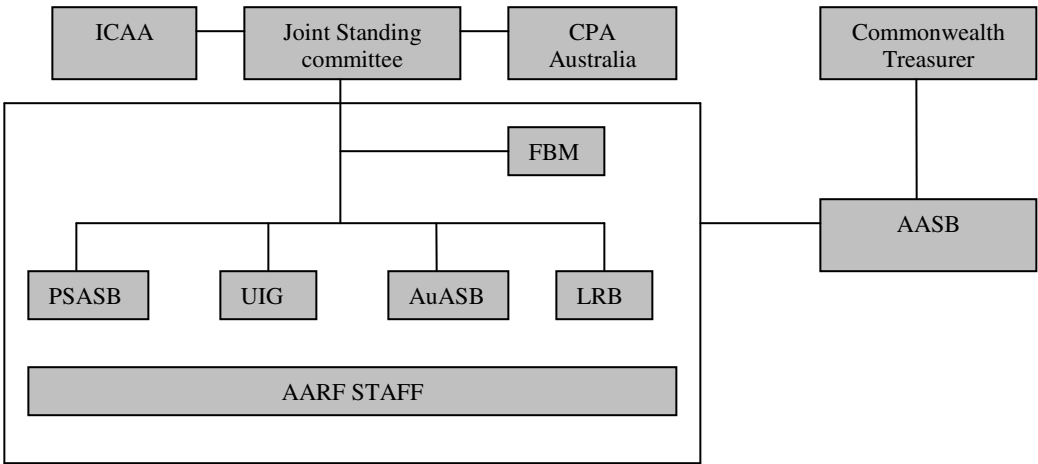 ICAA
Joint Standing
committee
CPA
Australia
Commonwealth
Treasurer
FBM
AASB
PSASB
UIG
AuASB
LRB
AARF STAFF